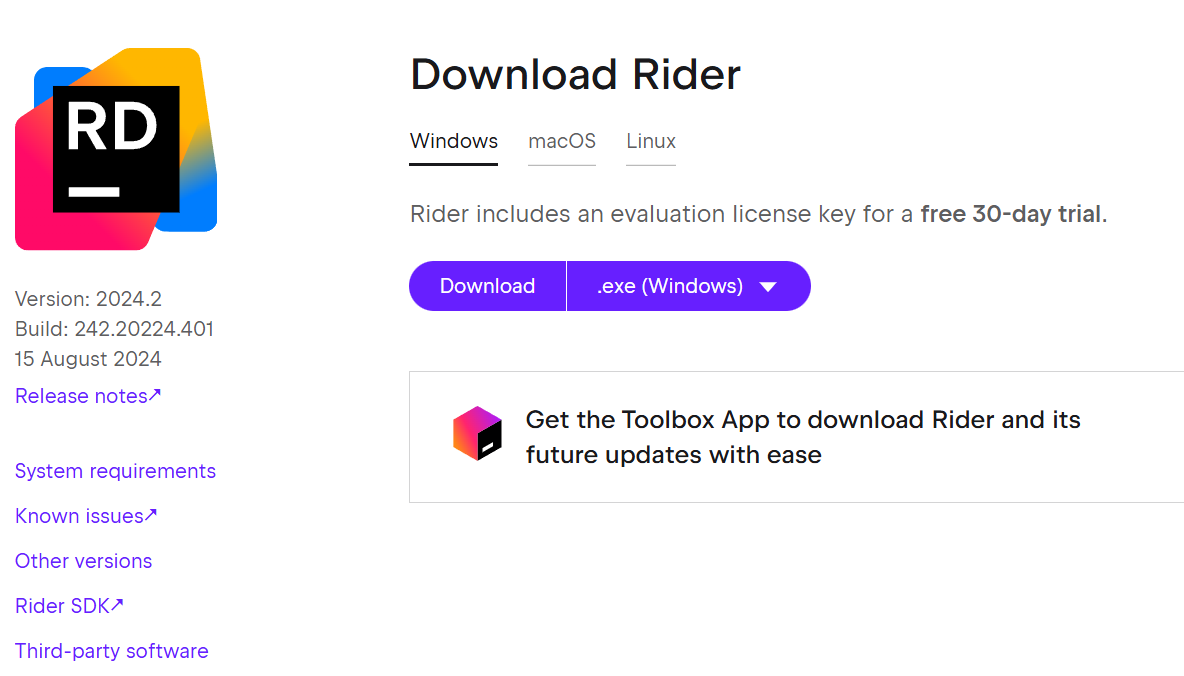 RD
Version: 2024.2
Build: 242.20224.401
15 August 2024
Release notes↗
System requirements
Known issues↗
Other versions
Rider SDK↗
Third-party software
Download Rider
Windows macOS Linux
Rider includes an evaluation license key for a free 30-day trial.
Download .exe (Windows)
Get the Toolbox App to download Rider and its
future updates with ease